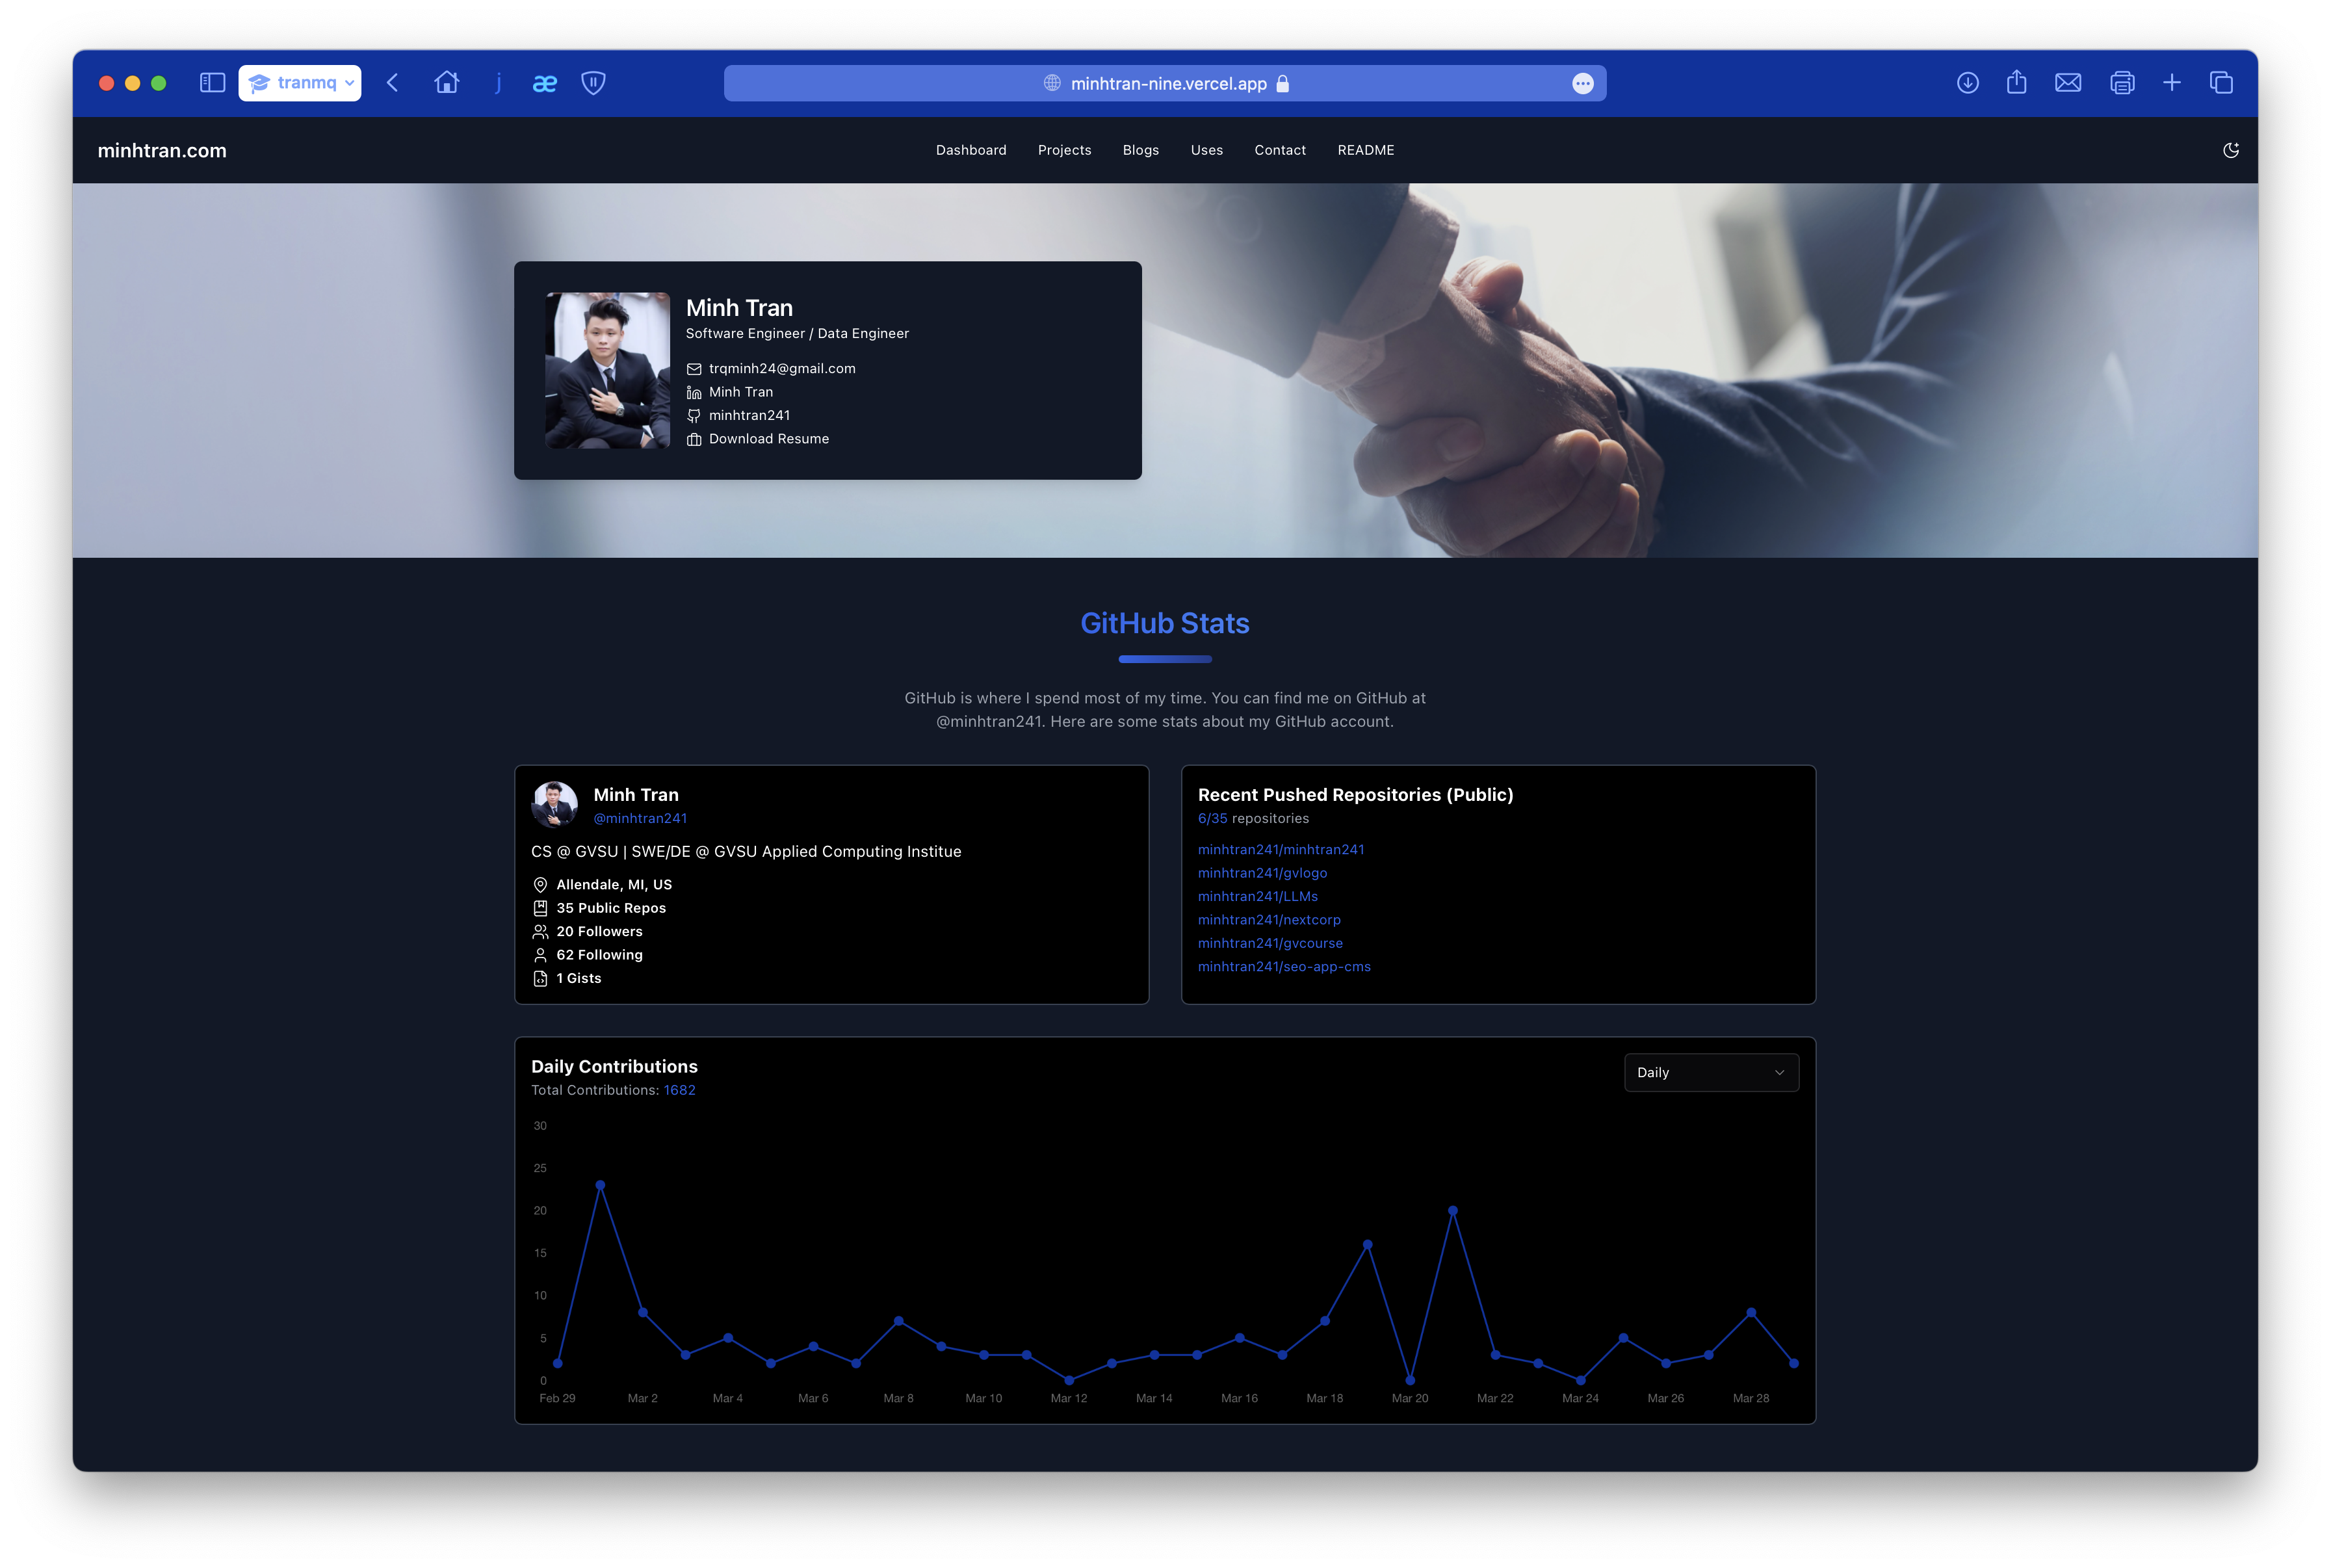 tranmq
j
æ
minhtran-nine.vercel.app
minhtran.com
Dashboard Projects Blogs Uses Contact README
Minh Tran
Software Engineer / Data Engineer
trqminh24@gmail.com
Minh Tran
minhtran241
Download Resume
GitHub Stats
GitHub is where I spend most of my time. You can find me on GitHub at
@minhtran241. Here are some stats about my GitHub account.
Minh Tran
@minhtran241
CS @ GVSU | SWE/DE @ GVSU Applied Computing Institue
Allendale, MI, US
35 Public Repos
20 Followers
62 Following
1 Gists
Recent Pushed Repositories (Public)
6/35 repositories
minhtran241/minhtran241
minhtran241/gvlogo
minhtran241/LLMs
minhtran241/nextcorp
minhtran241/gvcourse
minhtran241/seo-app-cms
Daily Contributions
Total Contributions: 1682
Daily
30
25
20
15
10
5
0
Feb 29 Mar 2 Mar 4 Mar 6 Mar 8 Mar 10 Mar 12 Mar 14 Mar 16 Mar 18 Mar 20 Mar 22 Mar 24 Mar 26 Mar 28